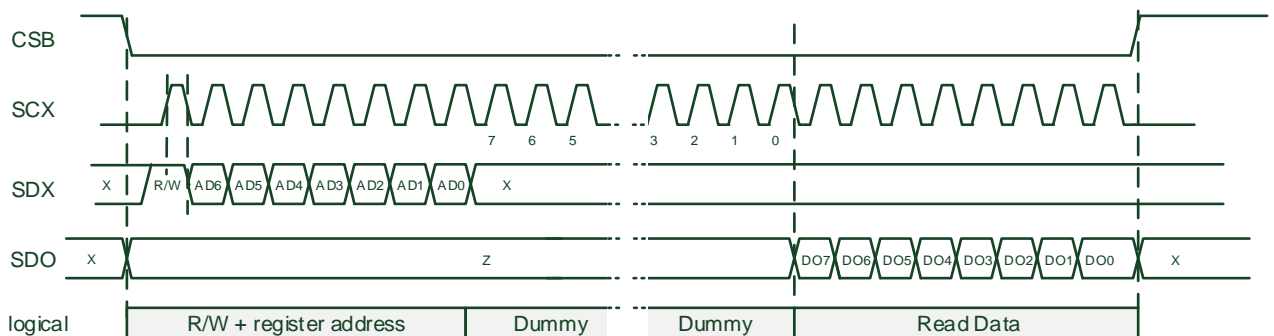 CSB
SCX
7 6 5 3 2 1 0
SDX X R/W AD6 AD5 AD4 AD3 AD2 AD1 AD0 X
SDO X Z DO7 DO6 DO5 DO4 DO3 DO2 DO1 DO0 X
logical R/W + register address Dummy Dummy Read Data